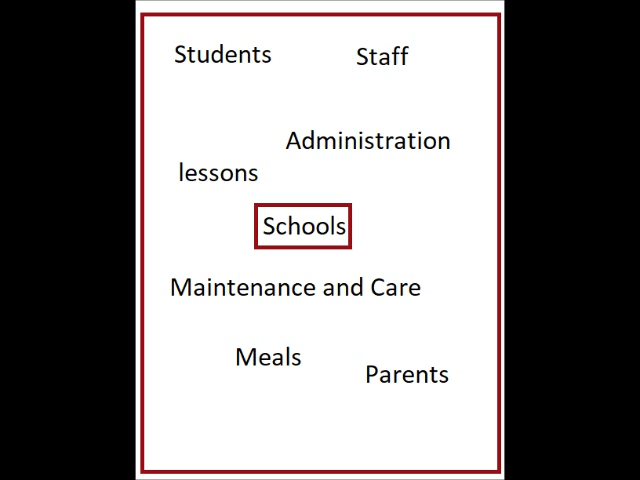 Students
Staff
Administration
lessons
Schools
Maintenance and Care
Meals
Parents